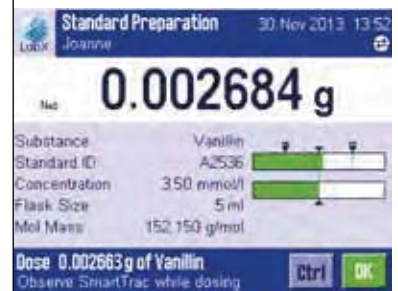 Standard Preparation 30 Nov 2013 13:52
LabX Joanne
Net 0.002684 g
Substance Vanillin
Standard ID A2536
Concentration 3.50 mmol/l
Flask Size 5 ml
Mol Mass 152.150 g/mol
Dose 0.002663 g of Vanillin
Observe SmartTrac while dosing
Ctrl OK